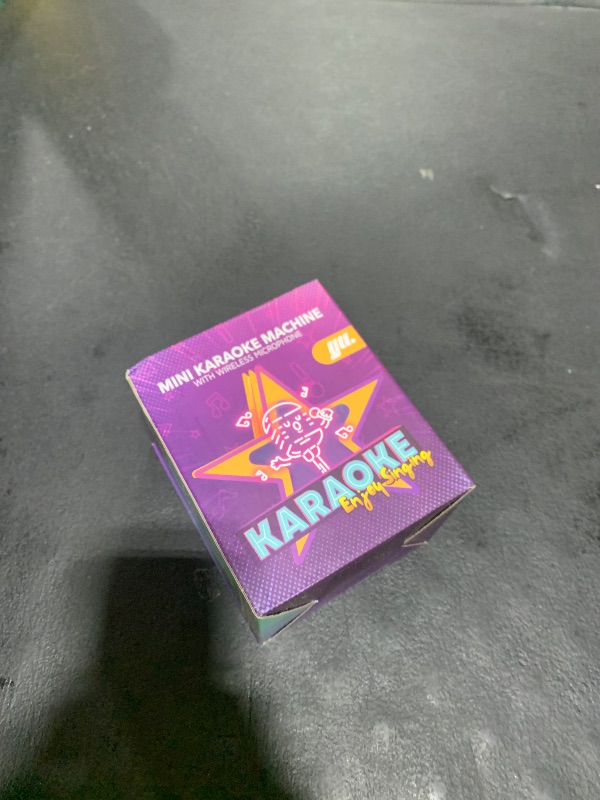 MINI KARAOKE MACHINE
WITH WIRELESS MICROPHONE
KARAOKE
Enjoy Singing